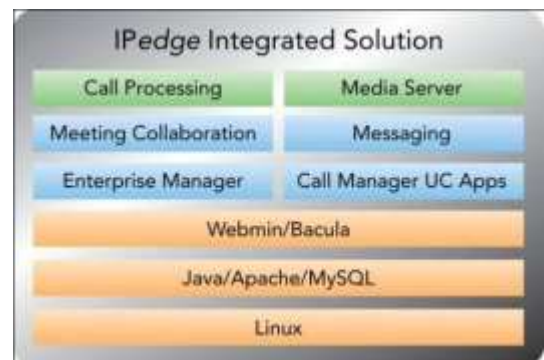 IPedge Integrated Solution
Call Processing
Media Server
Meeting Collaboration
Messaging
Enterprise Manager
Call Manager UC Apps
Webmin/Bacula
Java/Apache/MySQL
Linux